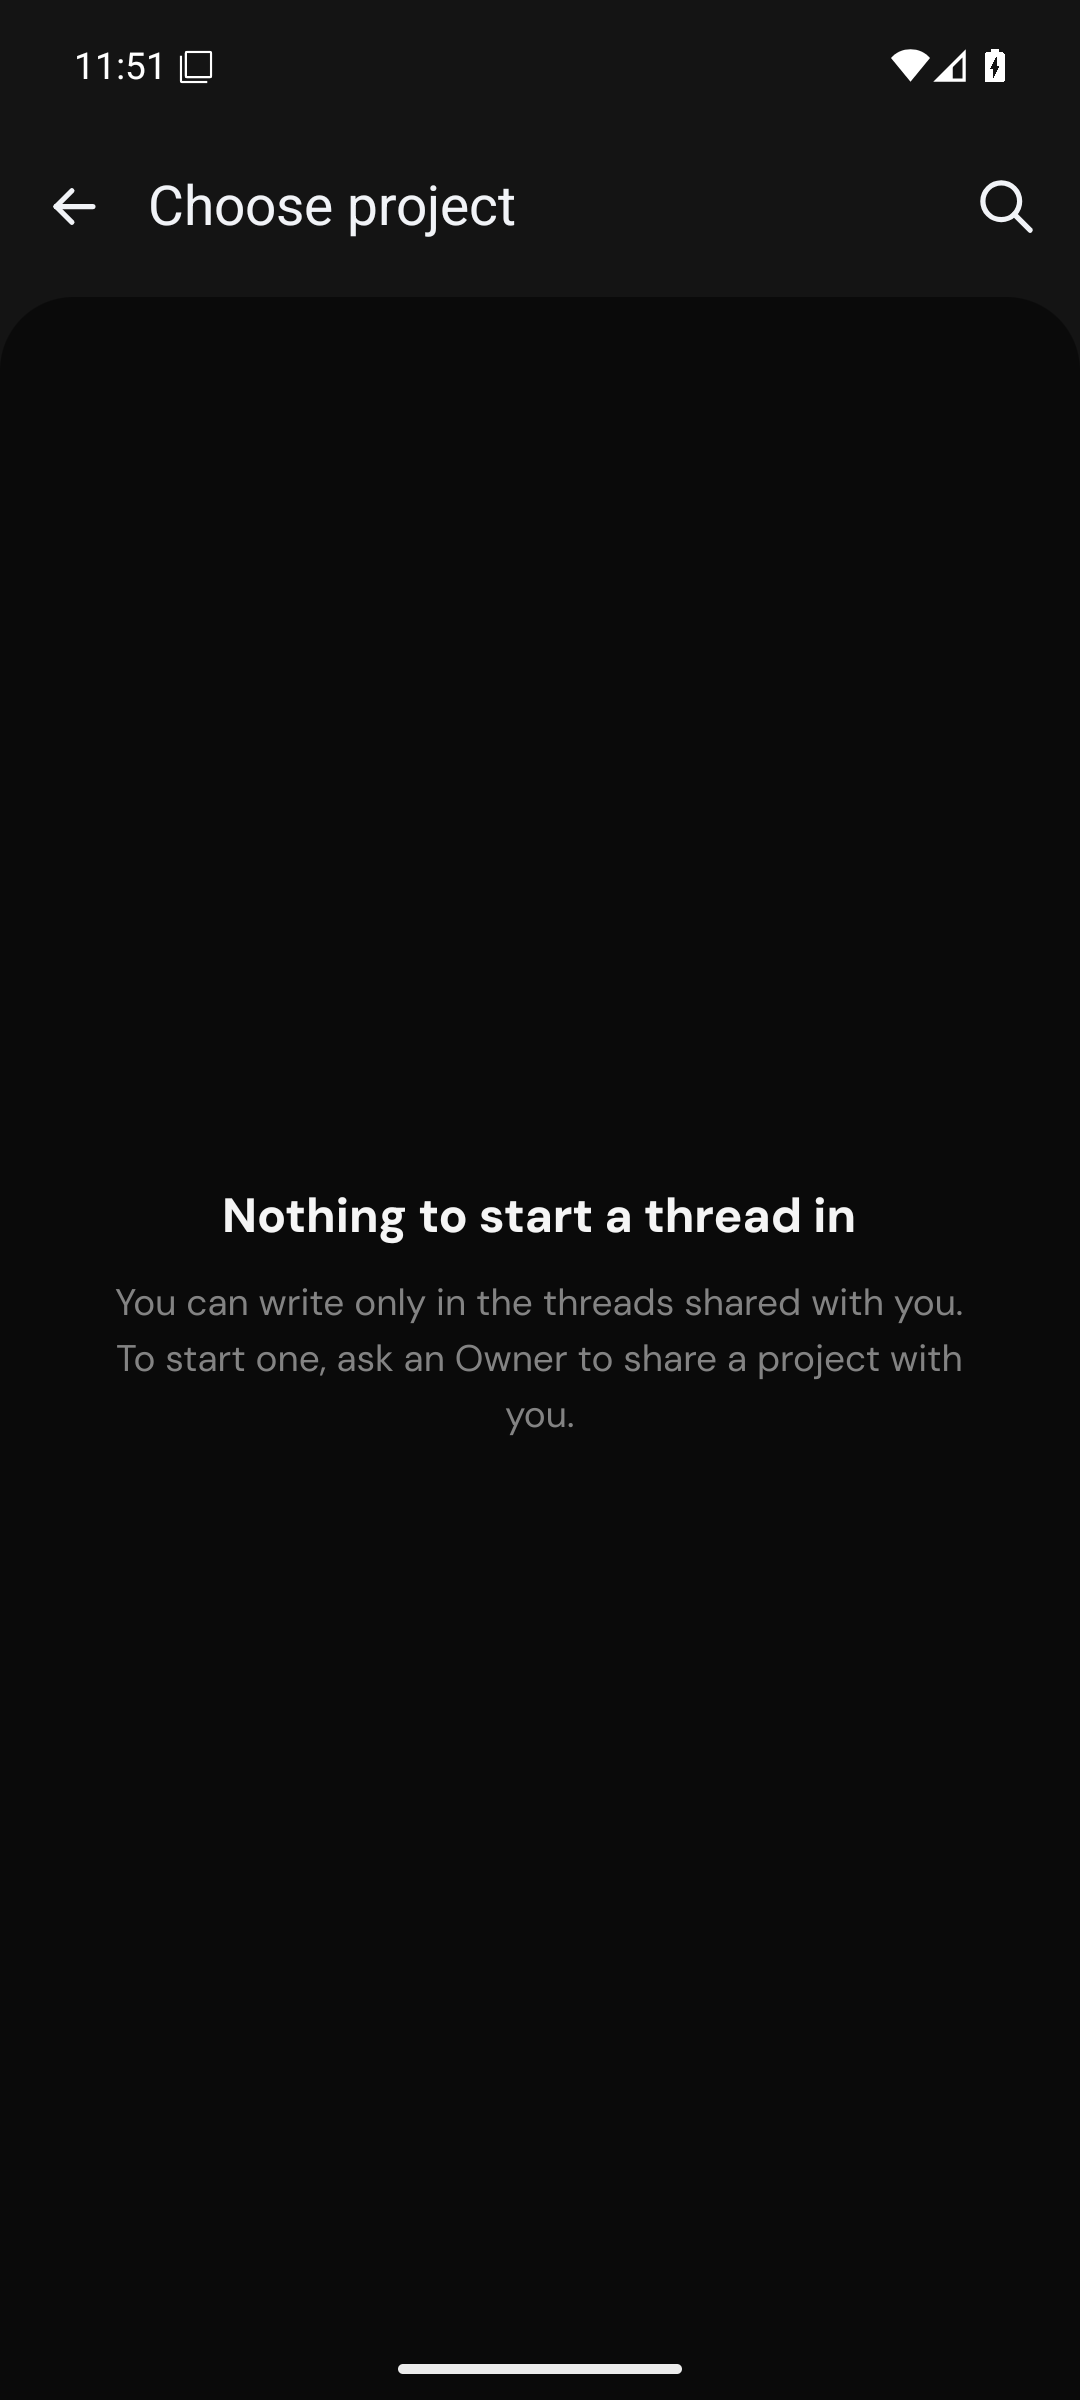 11:51
Choose project
Nothing to start a thread in
You can write only in the threads shared with you.
To start one, ask an Owner to share a project with
you.